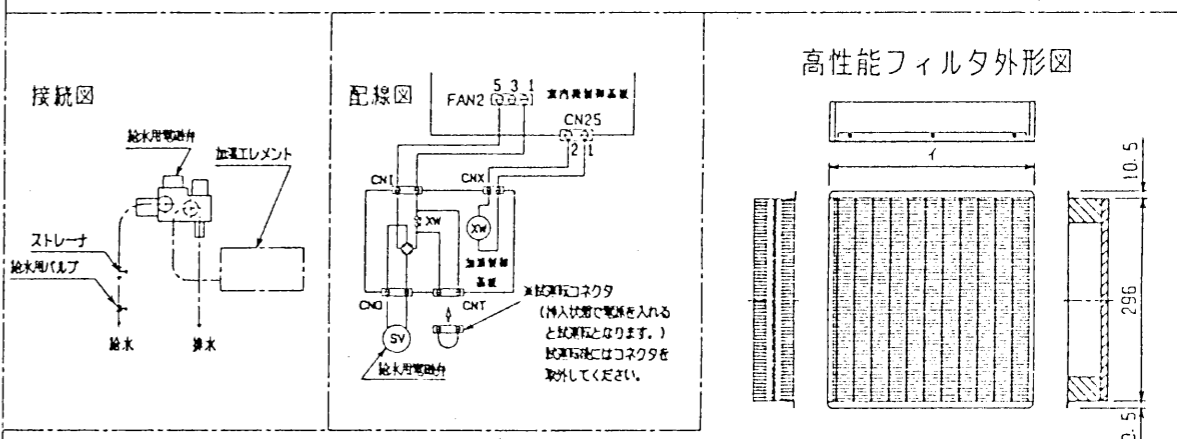 接続図
給水用電磁弁
加湿エレメント
ストレーナ
給水用バルブ
給水
排水
配線図
FAN2
5 3 1
室内機制御基板
CN25
2 1
CNI
CNX
XW
XW
加湿制御
基板
CNO
CNT
SV
給水用電磁弁
※試運転コネクタ
(挿入状態で電源を入れる
と試運転となります。)
試運転後にはコネクタを
取外してください。
高性能フィルタ外形図
イ
10.5
296